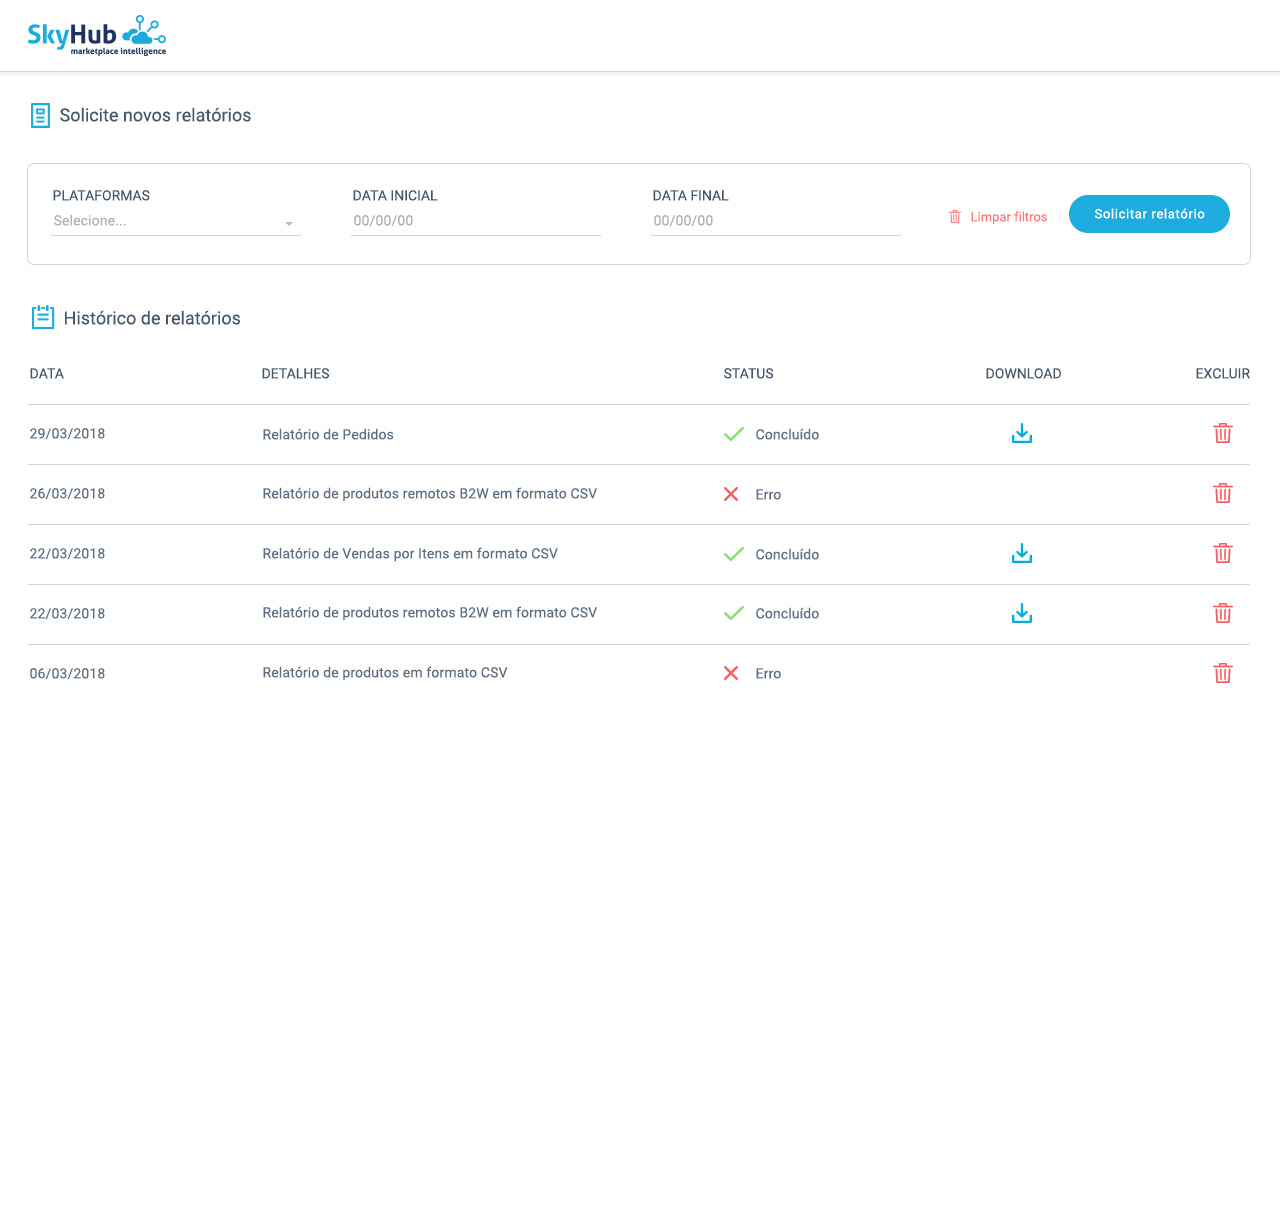 SkyHub
marketplace intelligence
Solicite novos relatórios
PLATAFORMAS DATA INICIAL DATA FINAL
Selecione... 00/00/00 00/00/00 Limpar filtros Solicitar relatório
Histórico de relatórios
DATA DETALHES STATUS DOWNLOAD EXCLUIR
29/03/2018 Relatório de Pedidos Concluído
26/03/2018 Relatório de produtos remotos B2W em formato CSV Erro
22/03/2018 Relatório de Vendas por Itens em formato CSV Concluído
22/03/2018 Relatório de produtos remotos B2W em formato CSV Concluído
06/03/2018 Relatório de produtos em formato CSV Erro